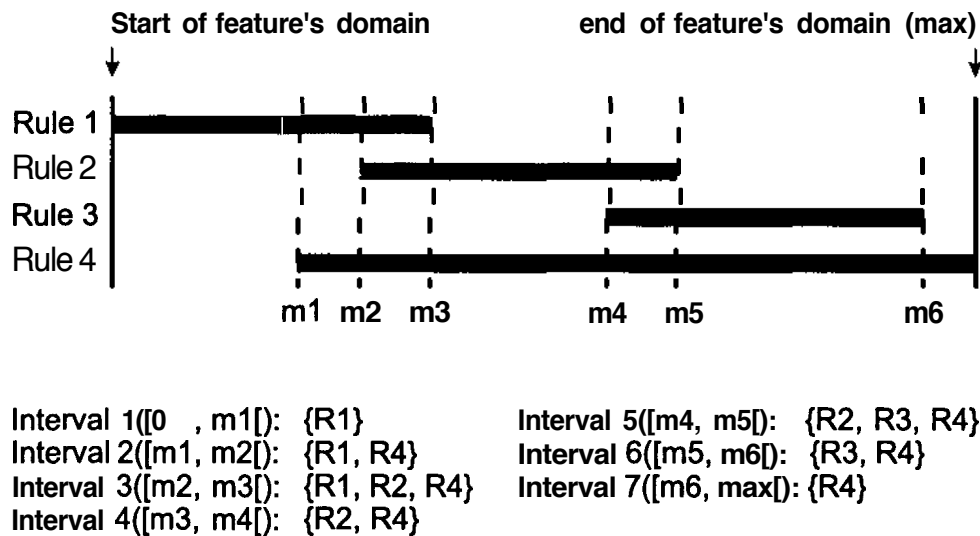 Start of feature's domain end of feature's domain (max)
Rule 1
Rule 2
Rule 3
Rule 4
m1 m2 m3 m4 m5 m6
Interval 1([0 , m1[): {R1} Interval 5([m4, m5[): {R2, R3, R4}
Interval 2([m1, m2[): {R1, R4} Interval 6([m5, m6[): {R3, R4}
Interval 3([m2, m3[): {R1, R2, R4} Interval 7([m6, max[): {R4}
Interval 4([m3, m4[): {R2, R4}